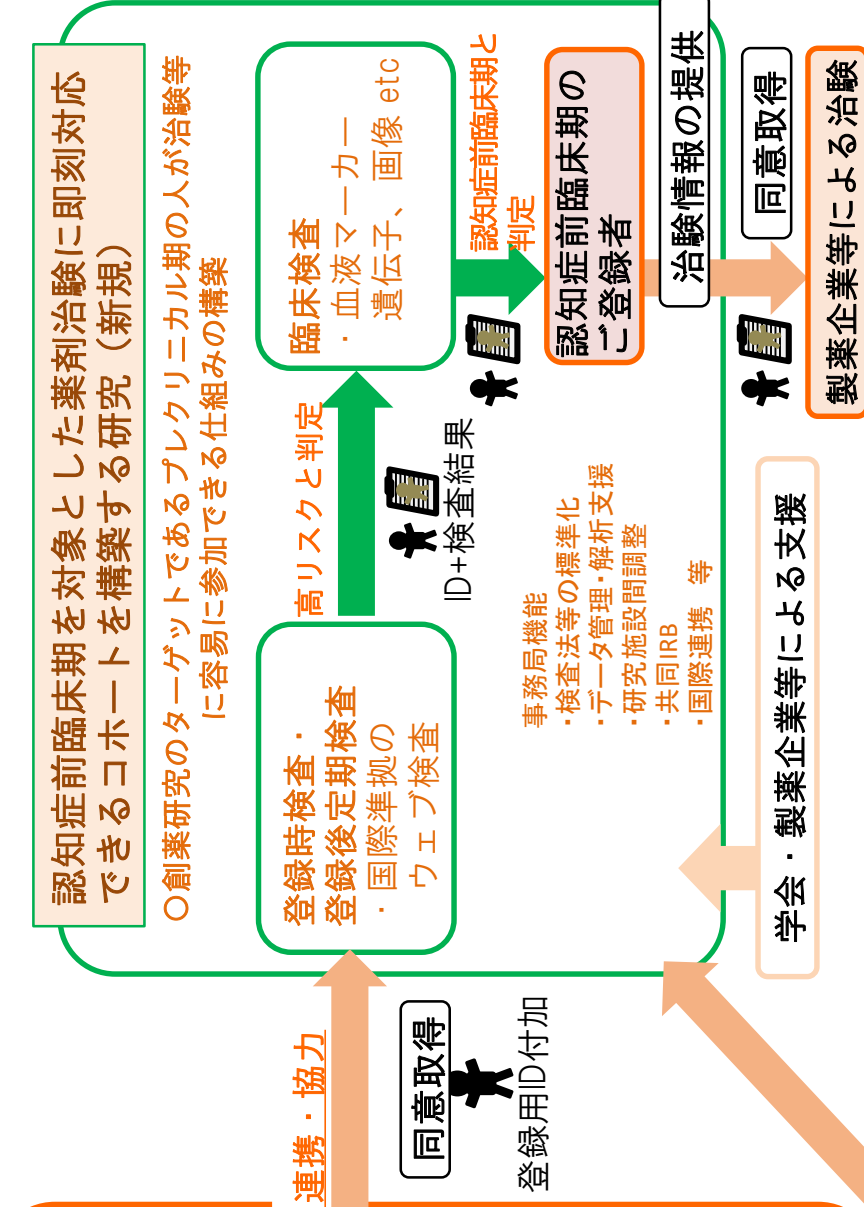 認知症前臨床期を対象とした薬剤治験に即刻対応
できるコホートを構築する研究（新規）
○創薬研究のターゲットであるプレクリニカル期の人が治験等
に容易に参加できる仕組みの構築
連携・協力
同意取得
登録用ID付加
登録時検査・
登録後定期検査
・国際準拠の
ウェブ検査
高リスクと判定
ID+検査結果
臨床検査
・血液マーカー
遺伝子、画像 etc
認知症前臨床期と
判定
認知症前臨床期の
ご登録者
治験情報の提供
同意取得
製薬企業等による治験
事務局機能
・検査法等の標準化
・データ管理・解析支援
・研究施設間調整
・共同IRB
・国際連携 等
学会・製薬企業等による支援